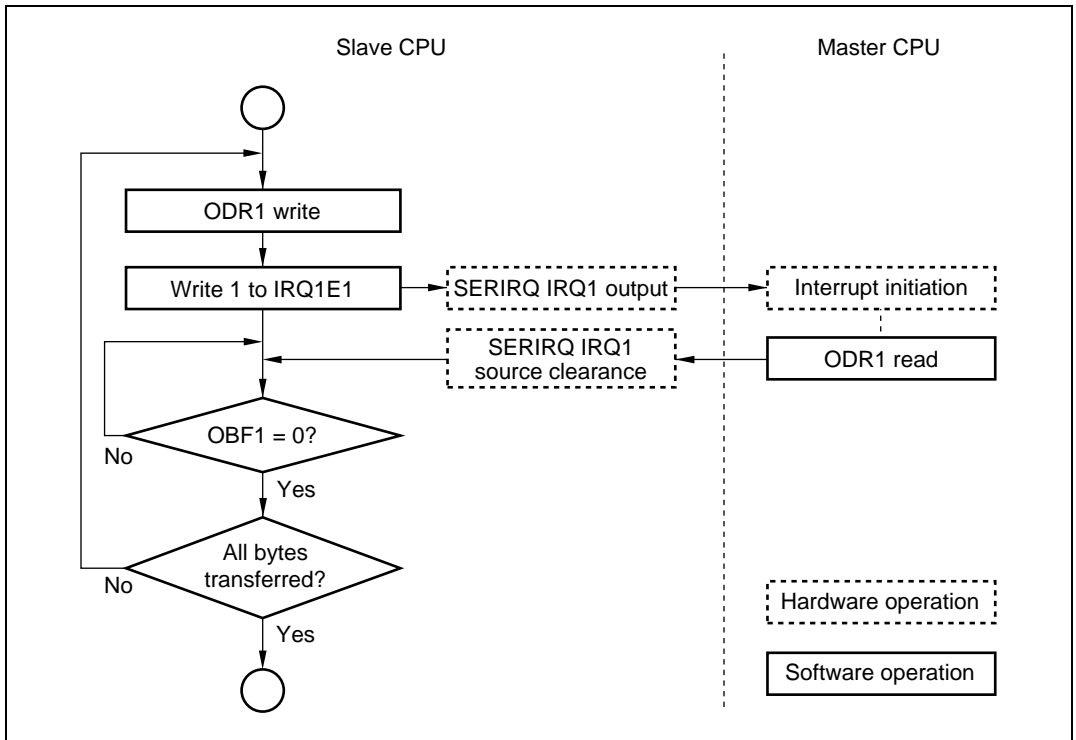 Slave CPU
Master CPU
ODR1 write
Write 1 to IRQ1E1
SERIRQ IRQ1 output
Interrupt initiation
SERIRQ IRQ1
source clearance
ODR1 read
OBF1 = 0?
No
Yes
All bytes
transferred?
No
Yes
Hardware operation
Software operation